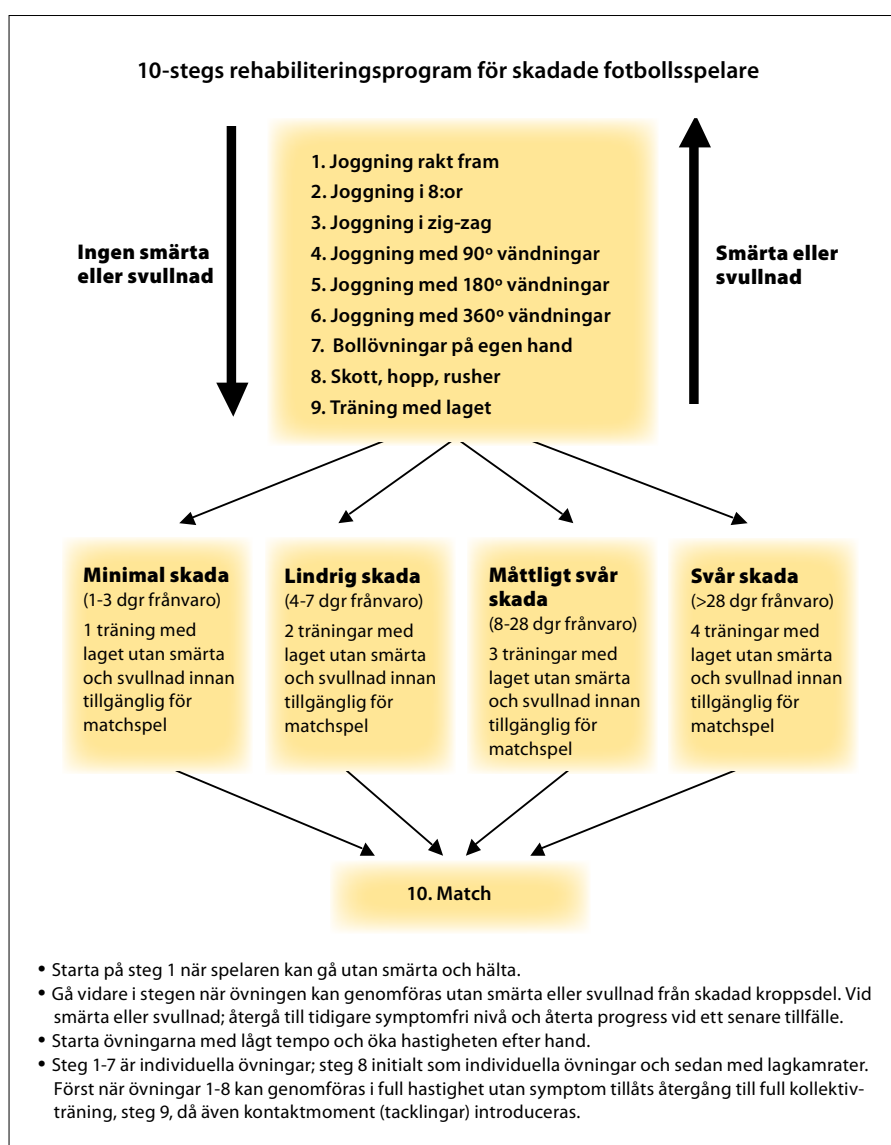 10-stegs rehabiliteringsprogram för skadade fotbollsspelare
Ingen smärta
eller svullnad
1. Joggning rakt fram
2. Joggning i 8:or
3. Joggning i zig-zag
4. Joggning med 90º vändningar
5. Joggning med 180º vändningar
6. Joggning med 360º vändningar
7. Bollövningar på egen hand
8. Skott, hopp, rusher
9. Träning med laget
Smärta eller
svullnad
Minimal skada
(1-3 dgr frånvaro)
1 träning med
laget utan smärta
och svullnad innan
tillgänglig för
matchspel
Lindrig skada
(4-7 dgr frånvaro)
2 träningar med
laget utan smärta
och svullnad innan
tillgänglig för
matchspel
Måttligt svår
skada
(8-28 dgr frånvaro)
3 träningar med
laget utan smärta
och svullnad innan
tillgänglig för
matchspel
Svår skada
(>28 dgr frånvaro)
4 träningar med
laget utan smärta
och svullnad innan
tillgänglig för
matchspel
10. Match
• Starta på steg 1 när spelaren kan gå utan smärta och hälta.
• Gå vidare i stegen när övningen kan genomföras utan smärta eller svullnad från skadad kroppsdel. Vid
smärta eller svullnad; återgå till tidigare symptomfri nivå och återta progress vid ett senare tillfälle.
• Starta övningarna med lågt tempo och öka hastigheten efter hand.
• Steg 1-7 är individuella övningar; steg 8 initialt som individuella övningar och sedan med lagkamrater.
Först när övningar 1-8 kan genomföras i full hastighet utan symptom tillåts återgång till full kollektiv-
träning, steg 9, då även kontaktmoment (tacklingar) introduceras.